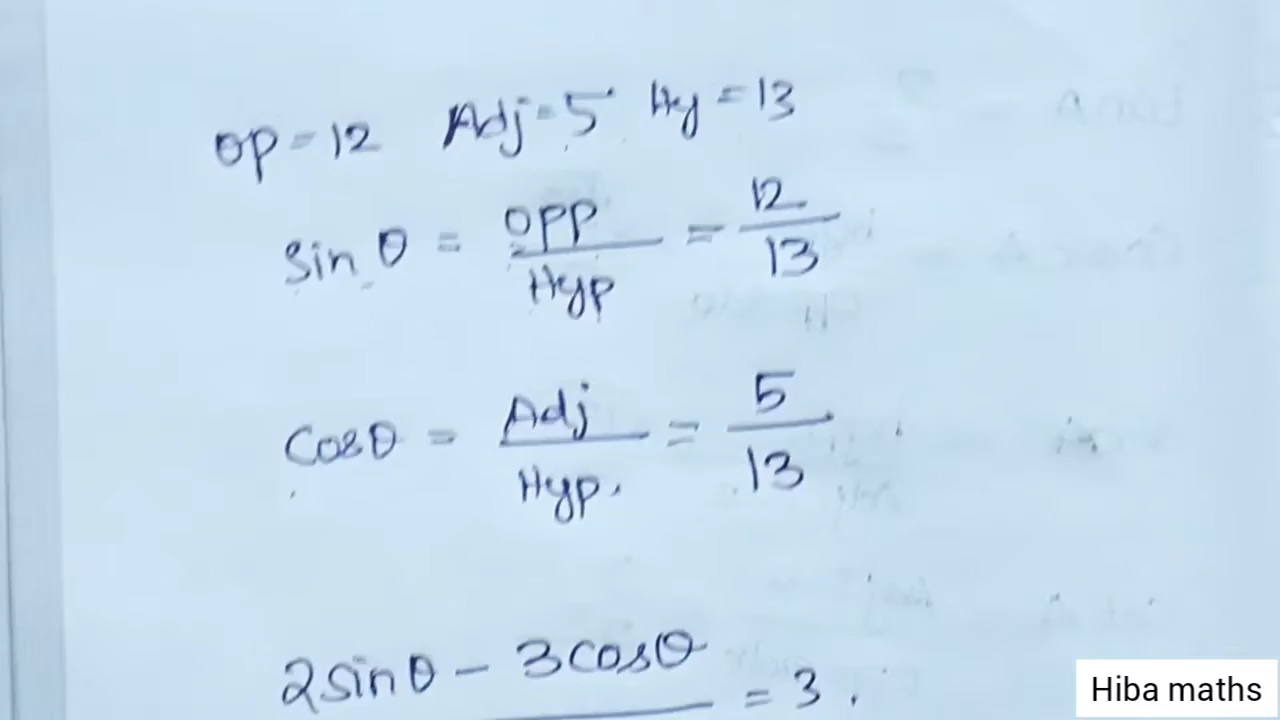 OP = 12 Adj = 5 Hy = 13
sin θ = OPP/Hyp = 12/13
cosθ = Adj/Hyp. = 5/13
2sinθ - 3cosθ = 3.
Hiba maths